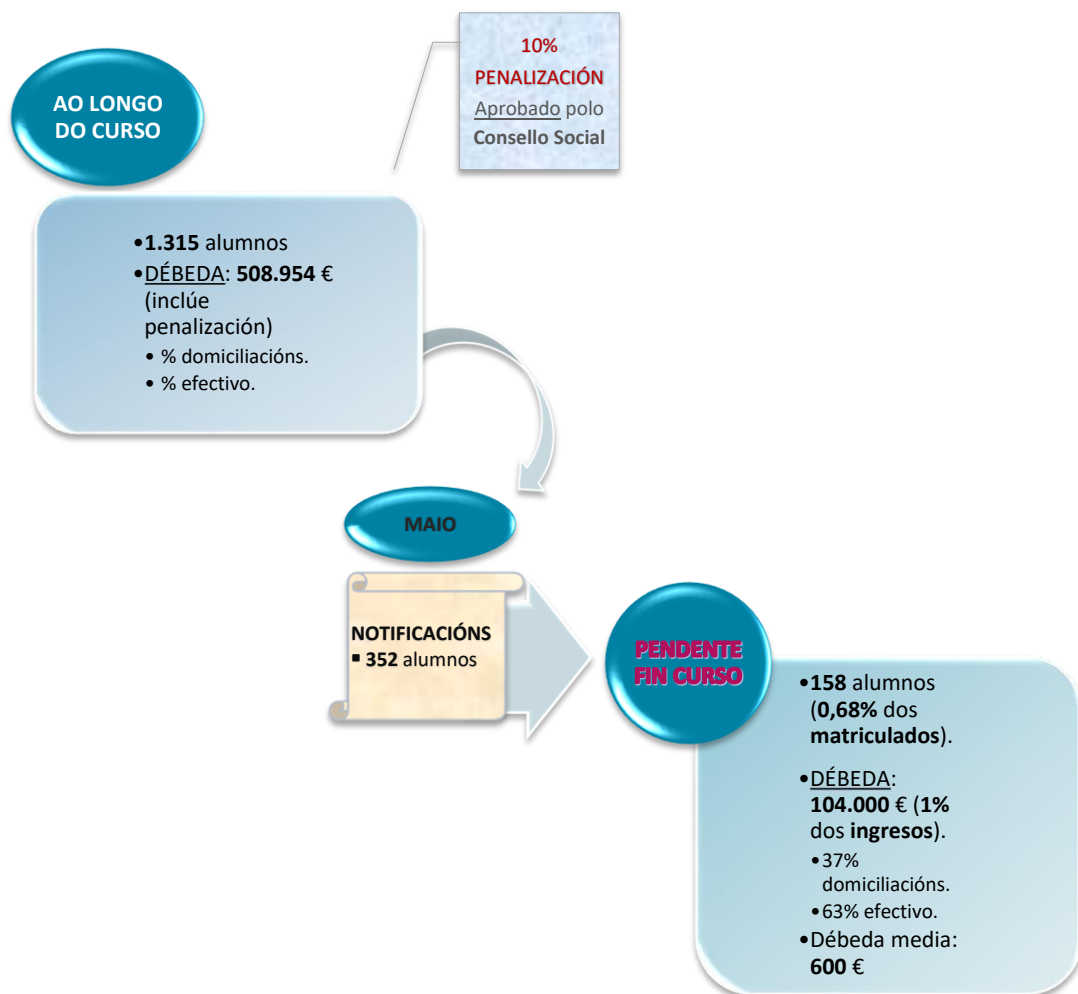 10%
PENALIZACIÓN
Aprobado polo
Consello Social
AO LONGO
DO CURSO
•1.315 alumnos
•DÉBEDA: 508.954 €
(inclúe
penalización)
• % domiciliacións.
• % efectivo.
MAIO
NOTIFICACIÓNS
▪ 352 alumnos
PENDENTE
FIN CURSO
•158 alumnos
(0,68% dos
matriculados).
•DÉBEDA:
104.000 € (1%
dos ingresos).
•37%
domiciliacións.
•63% efectivo.
•Débeda media:
600 €